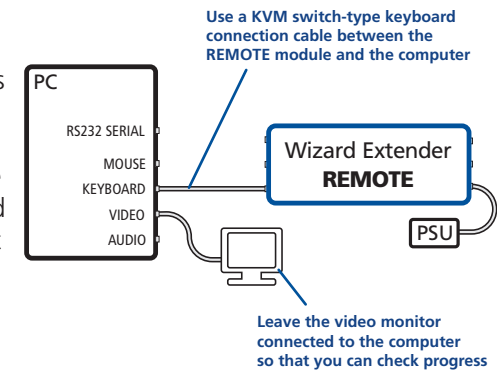 Use a KVM switch-type keyboard
connection cable between the
REMOTE module and the computer
PC
RS232 SERIAL
MOUSE
KEYBOARD
VIDEO
AUDIO
Wizard Extender
REMOTE
PSU
Leave the video monitor
connected to the computer
so that you can check progress